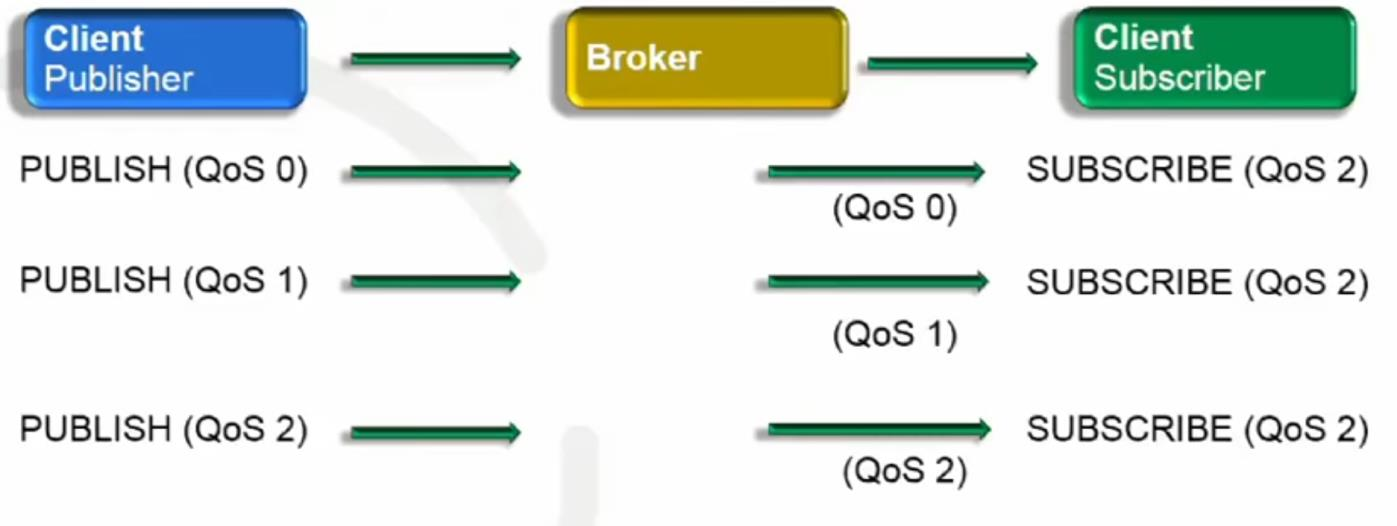 Client
Publisher
Broker
Client
Subscriber
PUBLISH (QoS 0)
(QoS 0)
SUBSCRIBE (QoS 2)
PUBLISH (QoS 1)
(QoS 1)
SUBSCRIBE (QoS 2)
PUBLISH (QoS 2)
(QoS 2)
SUBSCRIBE (QoS 2)